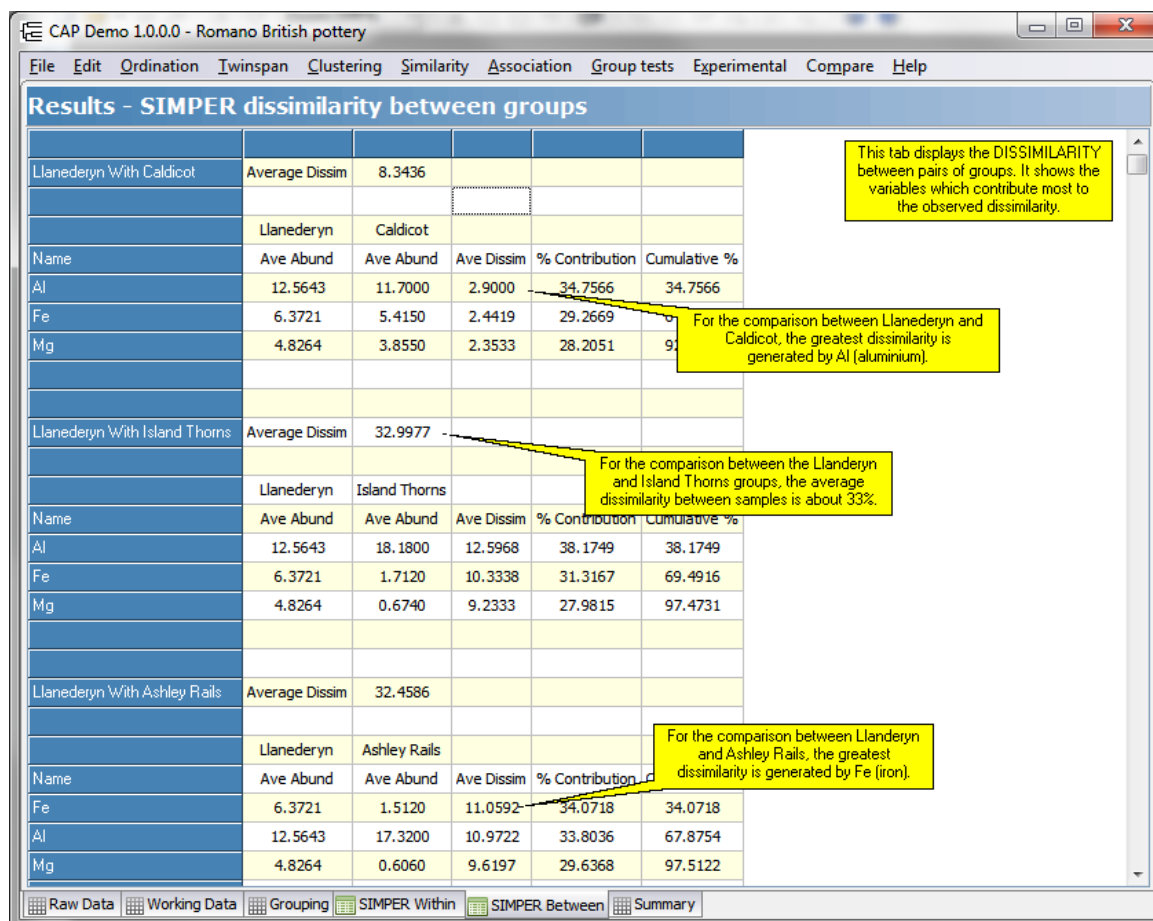 CAP Demo 1.0.0.0 - Romano British pottery
File Edit Ordination Twinspan Clustering Similarity Association Group tests Experimental Compare Help
Results - SIMPER dissimilarity between groups
This tab displays the DISSIMILARITY
between pairs of groups. It shows the
variables which contribute most to
the observed dissimilarity.
Llanederyn With Caldicot Average Dissim 8.3436
Llanederyn Caldicot
Name Ave Abund Ave Abund Ave Dissim % Contribution Cumulative %
Al 12.5643 11.7000 2.9000 34.7566 34.7566
Fe 6.3721 5.4150 2.4419 29.2669
Mg 4.8264 3.8550 2.3533 28.2051
For the comparison between Llanederyn and
Caldicot, the greatest dissimilarity is
generated by Al (aluminium).
Llanederyn With Island Thorns Average Dissim 32.9977
For the comparison between the Llanderyn
and Island Thorns groups, the average
dissimilarity between samples is about 33%.
Llanederyn Island Thorns
Name Ave Abund Ave Abund Ave Dissim % Contribution Cumulative %
Al 12.5643 18.1800 12.5968 38.1749 38.1749
Fe 6.3721 1.7120 10.3338 31.3167 69.4916
Mg 4.8264 0.6740 9.2333 27.9815 97.4731
Llanederyn With Ashley Rails Average Dissim 32.4586
For the comparison between Llanderyn
and Ashley Rails, the greatest
dissimilarity is generated by Fe (iron).
Llanederyn Ashley Rails
Name Ave Abund Ave Abund Ave Dissim % Contribution
Fe 6.3721 1.5120 11.0592 34.0718 34.0718
Al 12.5643 17.3200 10.9722 33.8036 67.8754
Mg 4.8264 0.6060 9.6197 29.6368 97.5122
Raw Data Working Data Grouping SIMPER Within SIMPER Between Summary